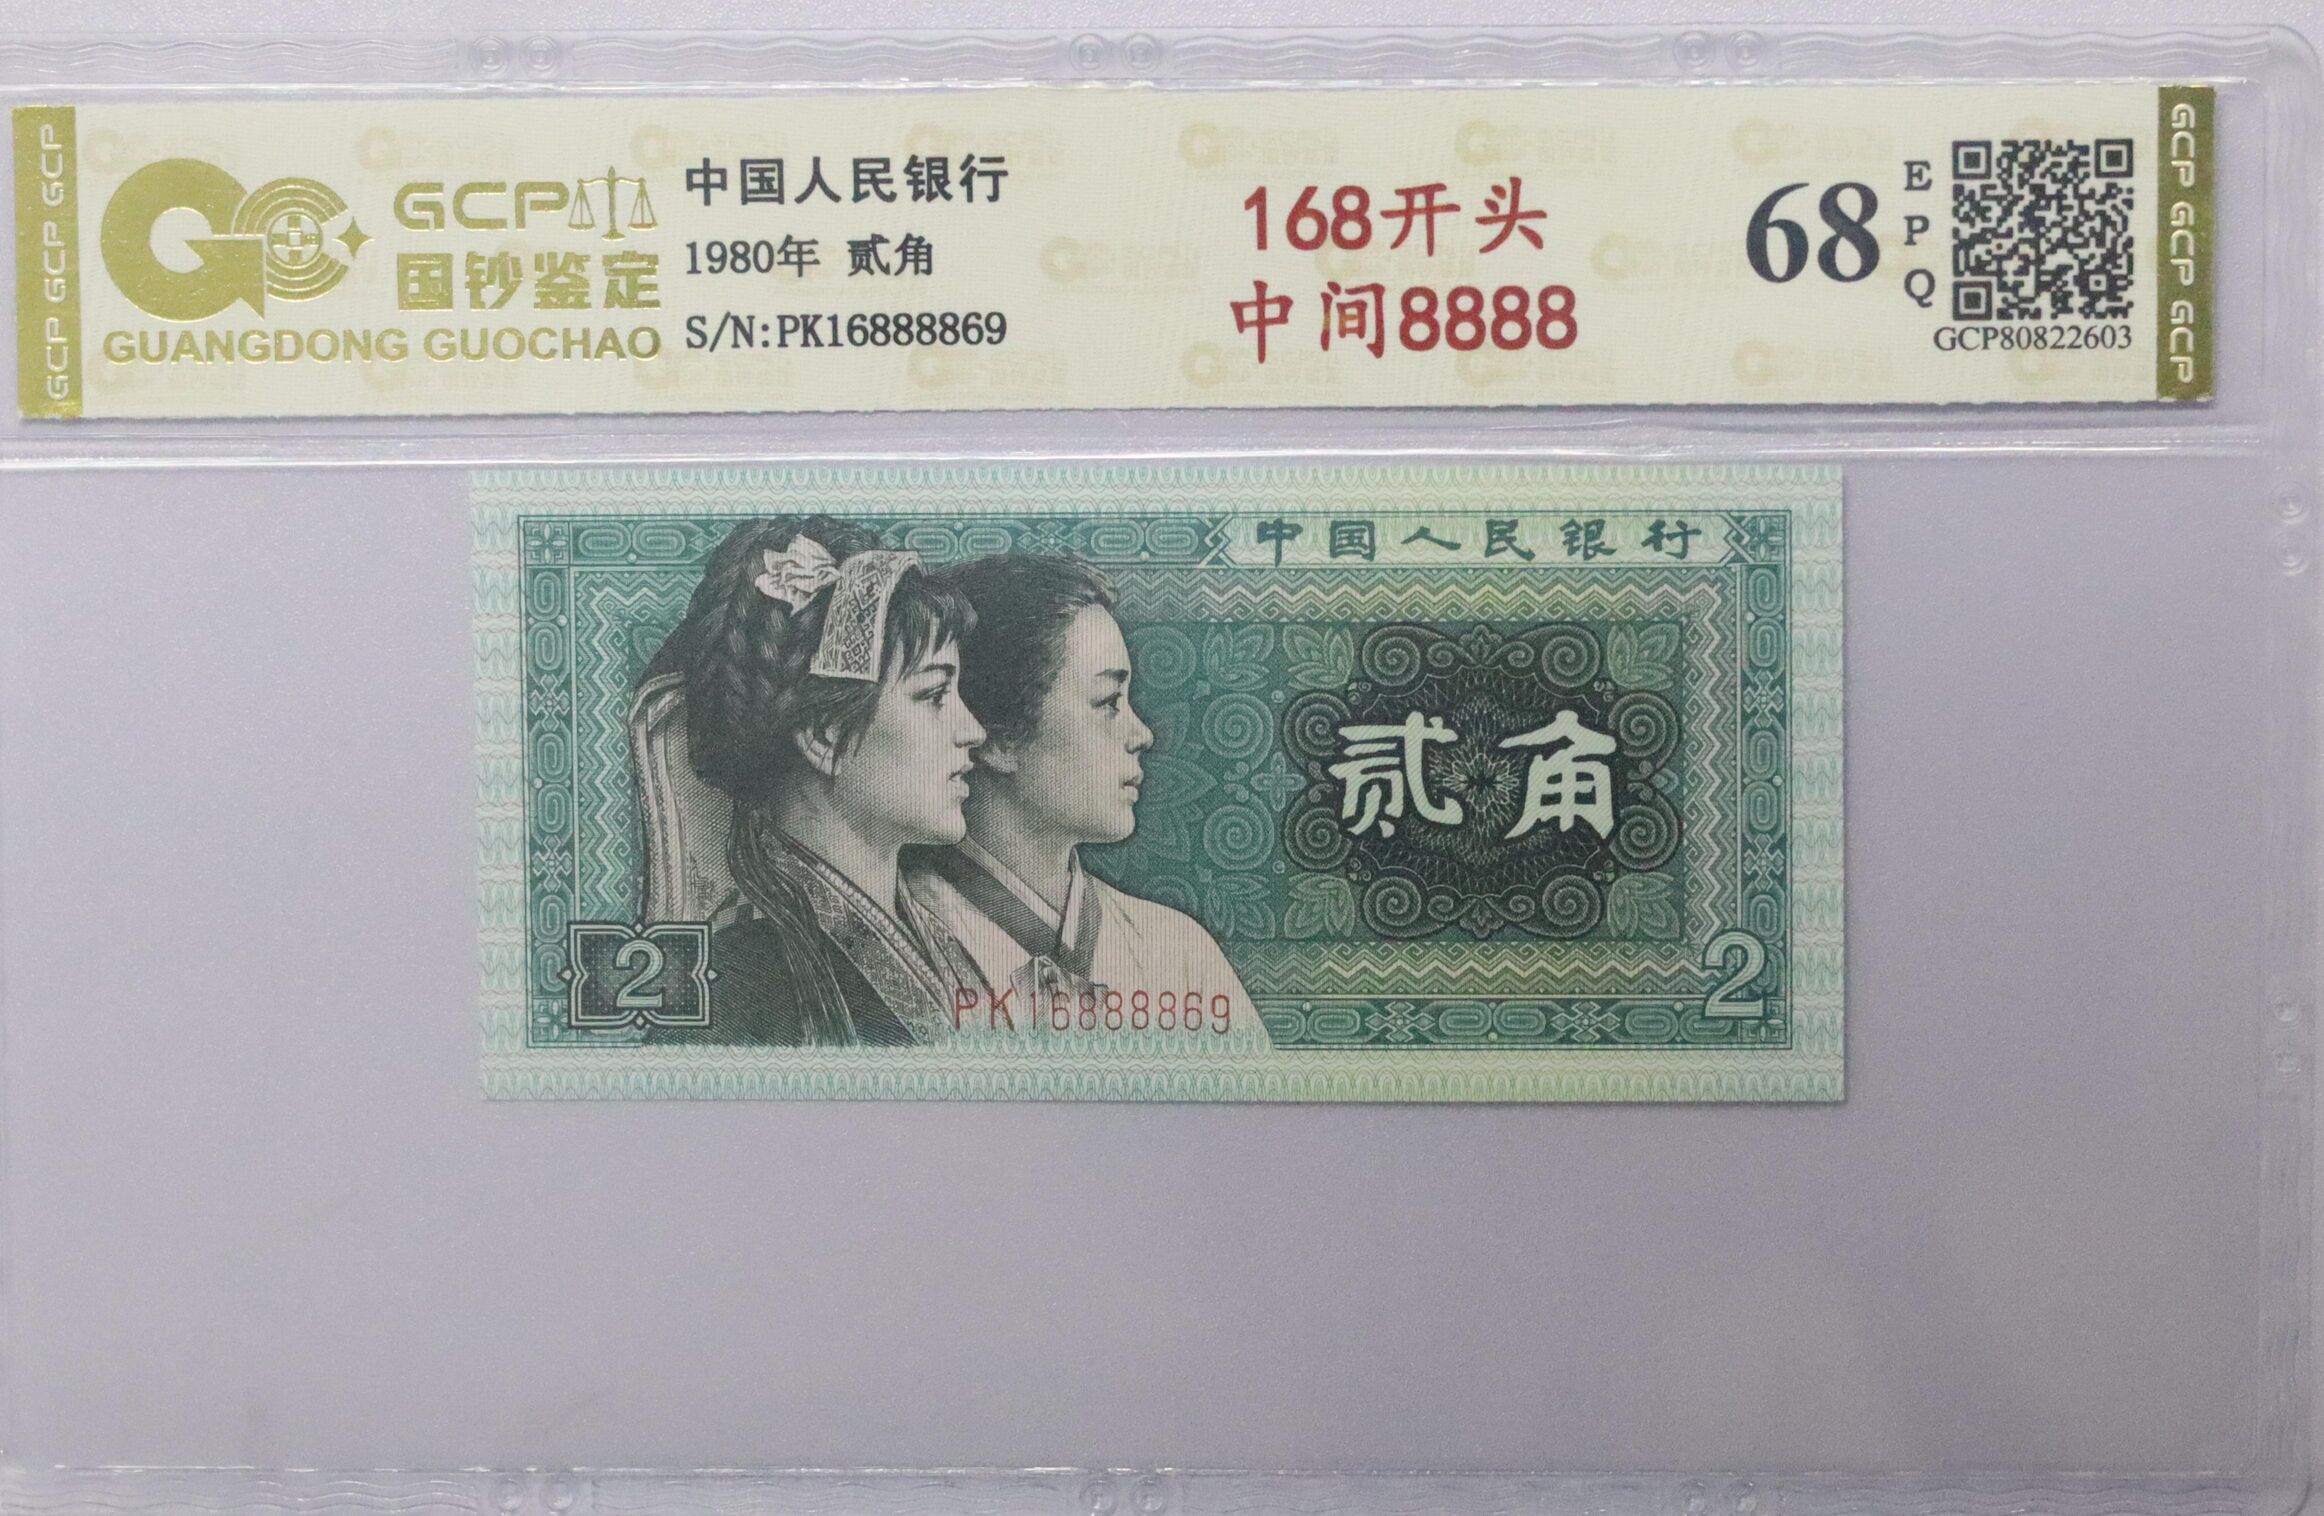 GCP GCP GCP
GCP
国钞鉴定
GUANGDONG GUOCHAO
中国人民银行
1980年 贰角
S/N:PK16888869
168开头
中间8888
68
EPQ
GCP80822603
GCP GCP GCP
中国人民银行
贰角
2
PK16888869
2